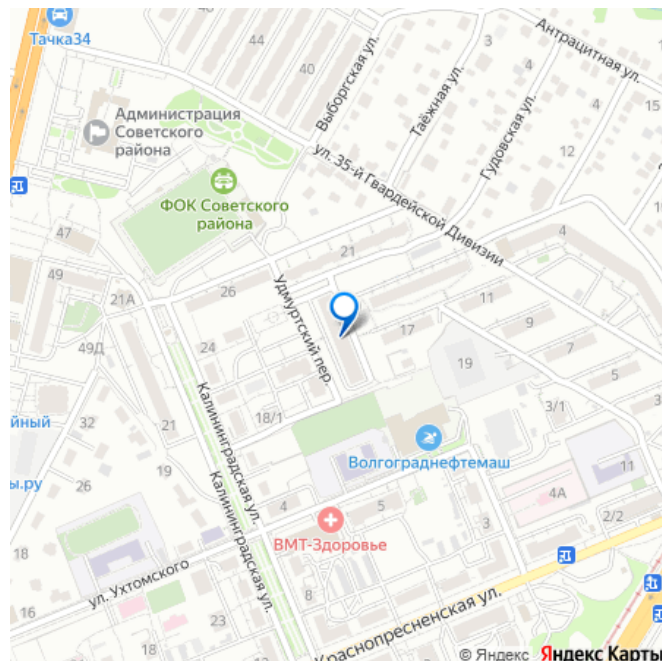 Тачка34
44
48
40
3
Антрацитная ул.
4
15
Администрация
Советского
района
Выборгская ул.
Таёжная ул.
Гудовская ул.
12
4
ул. 35-й Гвардейской Дивизии
ФОК Советского
района
47
21
4
49
21А
26
Удмуртский пер.
11
17
9
49Д
24
19
7
Калининградская ул.
18/1
3/1
йный
32
21
Волгограднефтемаш
ы.ру
26
19
Калининградская ул.
11
4А
18
4
5
3
2/2
ВМТ-Здоровье
ул. Ухтомского
16
22
23
8
Краснопресненская ул.
18
© Яндекс Яндекс Карты